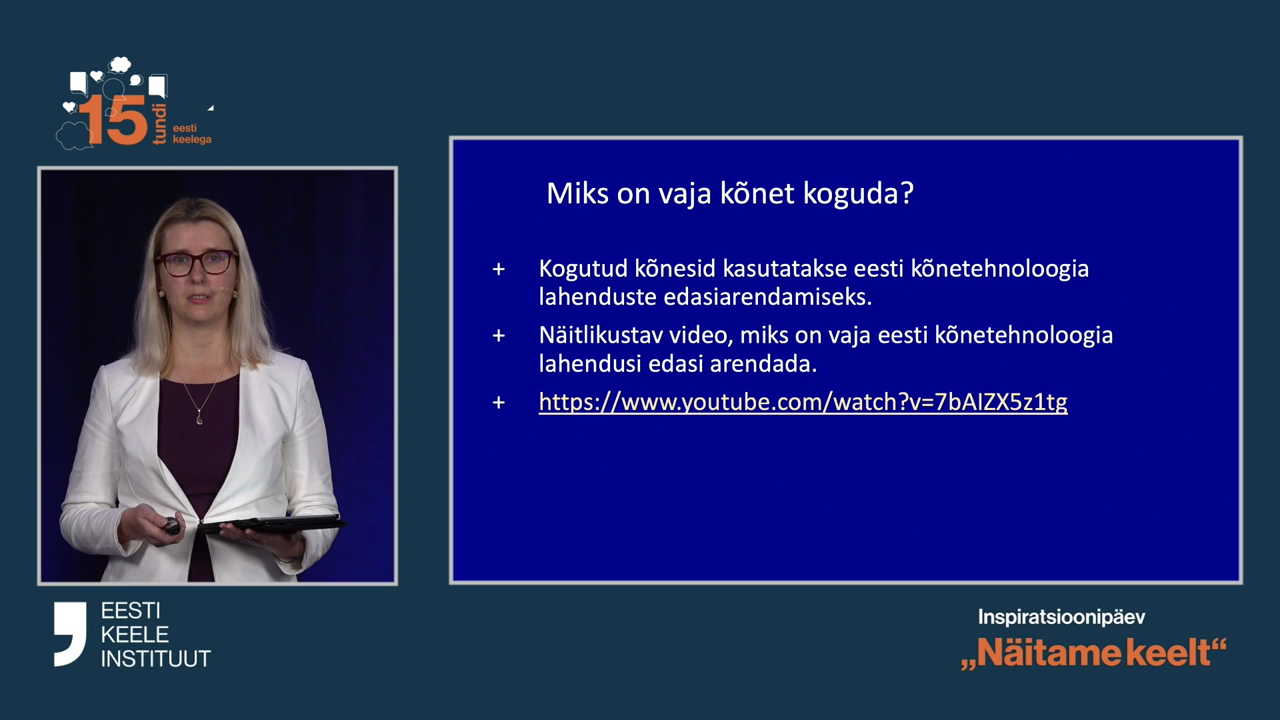 15
tundi
eesti
keelega
Miks on vaja kõnet koguda?
+ Kogutud kõnesid kasutatakse eesti kõnetehnoloogia
lahenduste edasiarendamiseks.
+ Näitlikustav video, miks on vaja eesti kõnetehnoloogia
lahendusi edasi arendada.
+ https://www.youtube.com/watch?v=7bAlZX5z1tg
EESTI
KEELE
INSTITUUT
Inspiratsioonipäev
„Näitame keelt“